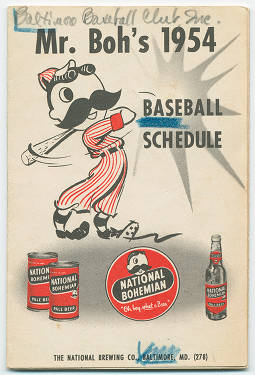 Baltimore Baseball Club Inc.
Mr. Boh's 1954
BASEBALL
SCHEDULE
NATIONAL
BOHEMIAN
PALE BEER
NATIONAL
BOHEMIAN
PALE BEER
NATIONAL
BOHEMIAN
"Oh boy, what a Beer"
NATIONAL
BOHEMIAN
THE NATIONAL BREWING CO., BALTIMORE, MD. (278)